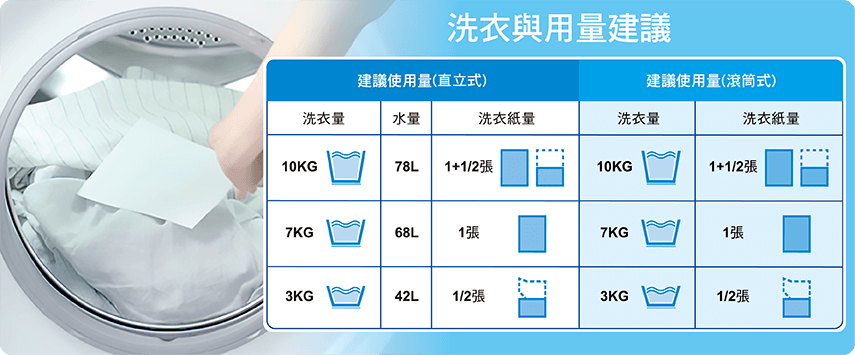 洗衣與用量建議
建議使用量(直立式) 建議使用量(滾筒式)
洗衣量 水量 洗衣紙量 洗衣量 洗衣紙量
10KG 78L 1+1/2張 10KG 1+1/2張
7KG 68L 1張 7KG 1張
3KG 42L 1/2張 3KG 1/2張